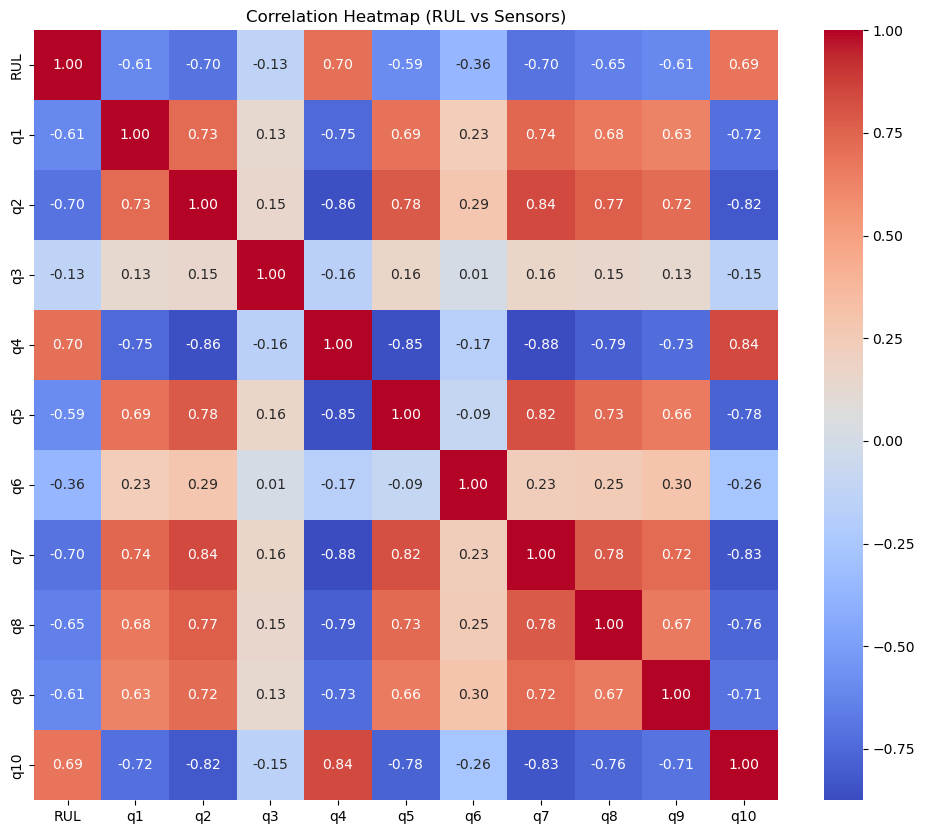 Correlation Heatmap (RUL vs Sensors)
RUL 1.00 -0.61 -0.70 -0.13 0.70 -0.59 -0.36 -0.70 -0.65 -0.61 0.69
q1 -0.61 1.00 0.73 0.13 -0.75 0.69 0.23 0.74 0.68 0.63 -0.72
q2 -0.70 0.73 1.00 0.15 -0.86 0.78 0.29 0.84 0.77 0.72 -0.82
q3 -0.13 0.13 0.15 1.00 -0.16 0.16 0.01 0.16 0.15 0.13 -0.15
q4 0.70 -0.75 -0.86 -0.16 1.00 -0.85 -0.17 -0.88 -0.79 -0.73 0.84
q5 -0.59 0.69 0.78 0.16 -0.85 1.00 -0.09 0.82 0.73 0.66 -0.78
q6 -0.36 0.23 0.29 0.01 -0.17 -0.09 1.00 0.23 0.25 0.30 -0.26
q7 -0.70 0.74 0.84 0.16 -0.88 0.82 0.23 1.00 0.78 0.72 -0.83
q8 -0.65 0.68 0.77 0.15 -0.79 0.73 0.25 0.78 1.00 0.67 -0.76
q9 -0.61 0.63 0.72 0.13 -0.73 0.66 0.30 0.72 0.67 1.00 -0.71
q10 0.69 -0.72 -0.82 -0.15 0.84 -0.78 -0.26 -0.83 -0.76 -0.71 1.00
RUL q1 q2 q3 q4 q5 q6 q7 q8 q9 q10
1.00
0.75
0.50
0.25
0.00
−0.25
−0.50
−0.75